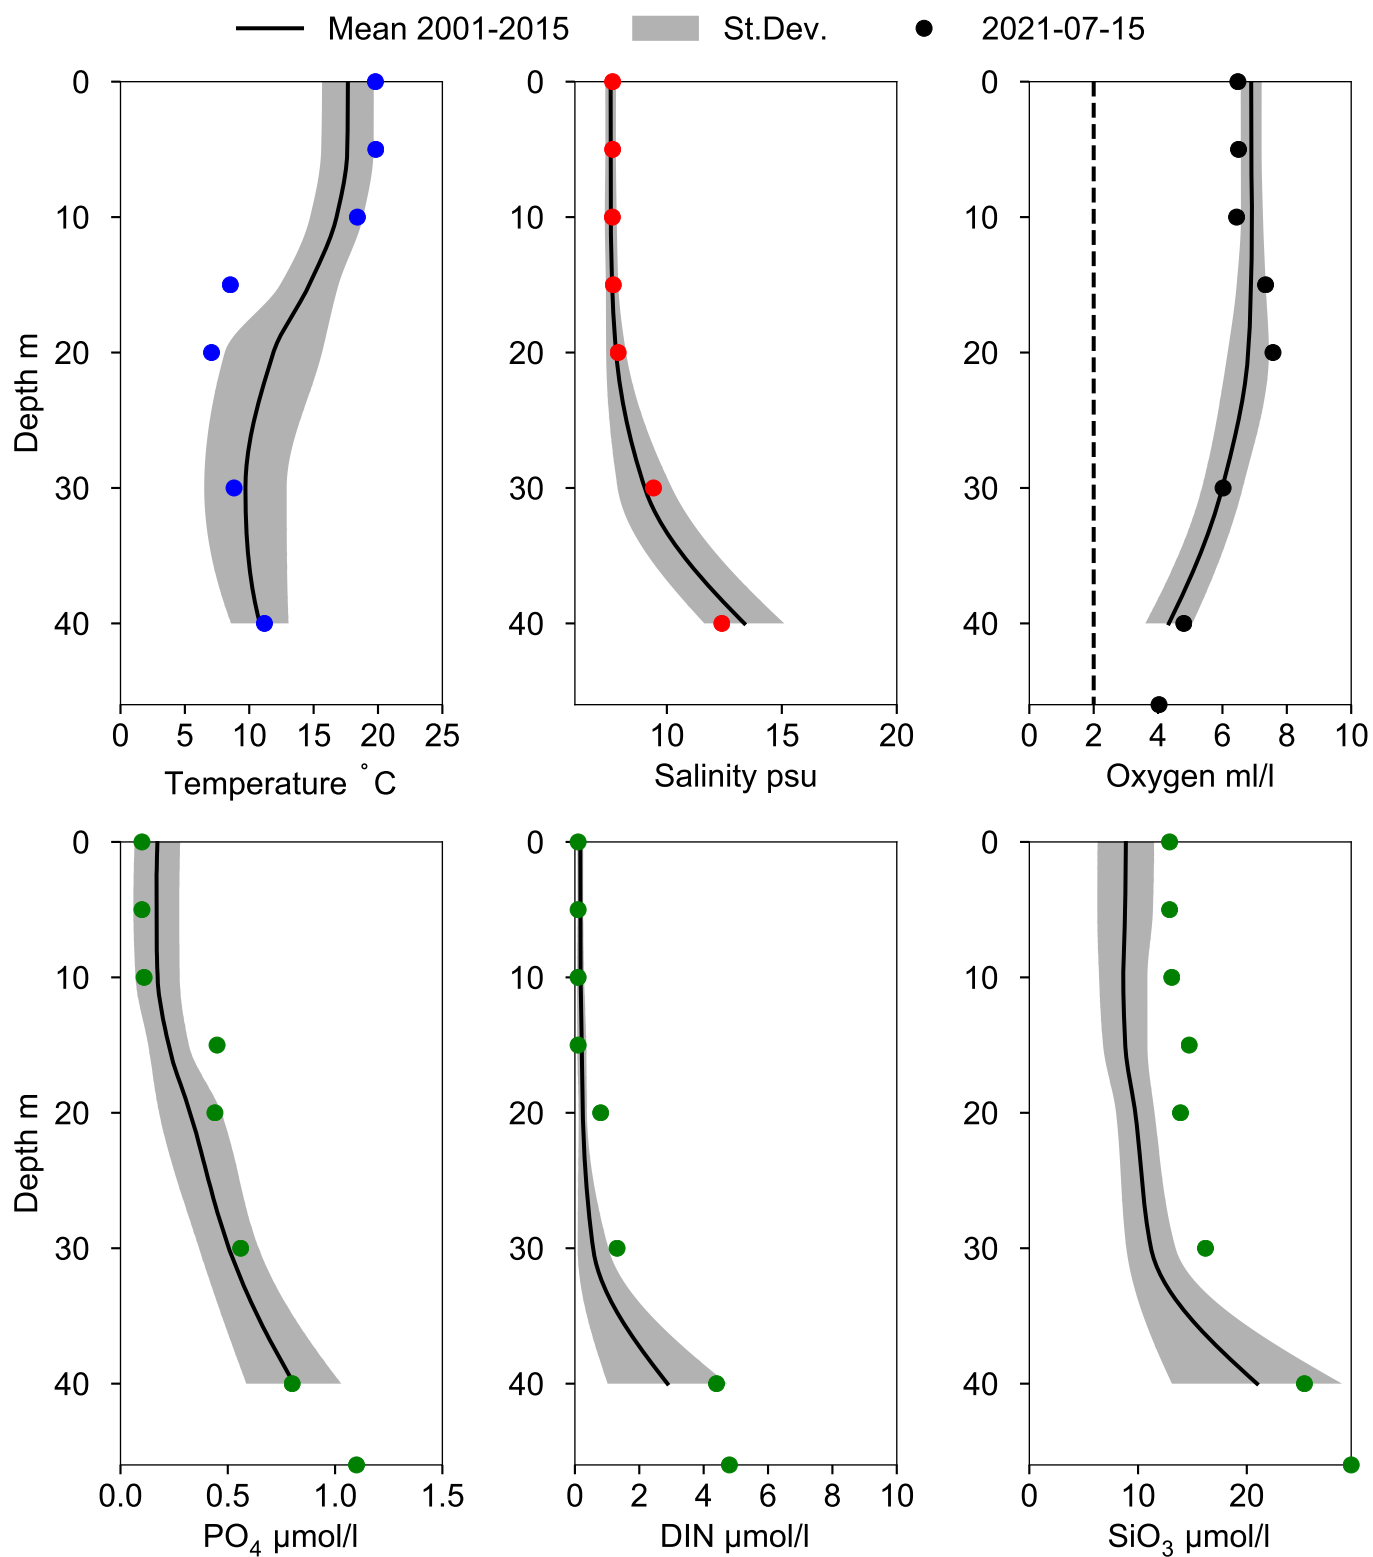 Mean 2001-2015 St.Dev. 2021-07-15
0 0 0
10 10 10
20 20 20
30 30 30
40 40 40
Depth m
0 5 10 15 20 25 10 15 20 0 2 4 6 8 10
Temperature °C Salinity psu Oxygen ml/l
0 0 0
10 10 10
20 20 20
30 30 30
40 40 40
Depth m
0.0 0.5 1.0 1.5 0 2 4 6 8 10 0 10 20
PO₄ µmol/l DIN µmol/l SiO₃ µmol/l